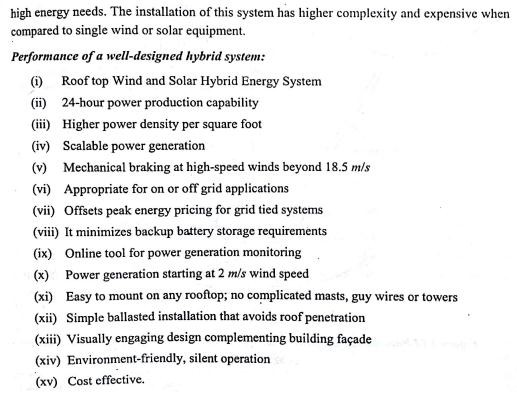 high energy needs. The installation of this system has higher complexity and expensive when
compared to single wind or solar equipment.
Performance of a well-designed hybrid system:
(i) Roof top Wind and Solar Hybrid Energy System
(ii) 24-hour power production capability
(iii) Higher power density per square foot
(iv) Scalable power generation
(v) Mechanical braking at high-speed winds beyond 18.5 m/s
(vi) Appropriate for on or off grid applications
(vii) Offsets peak energy pricing for grid tied systems
(viii) It minimizes backup battery storage requirements
(ix) Online tool for power generation monitoring
(x) Power generation starting at 2 m/s wind speed
(xi) Easy to mount on any rooftop; no complicated masts, guy wires or towers
(xii) Simple ballasted installation that avoids roof penetration
(xiii) Visually engaging design complementing building façade
(xiv) Environment-friendly, silent operation
(xv) Cost effective.